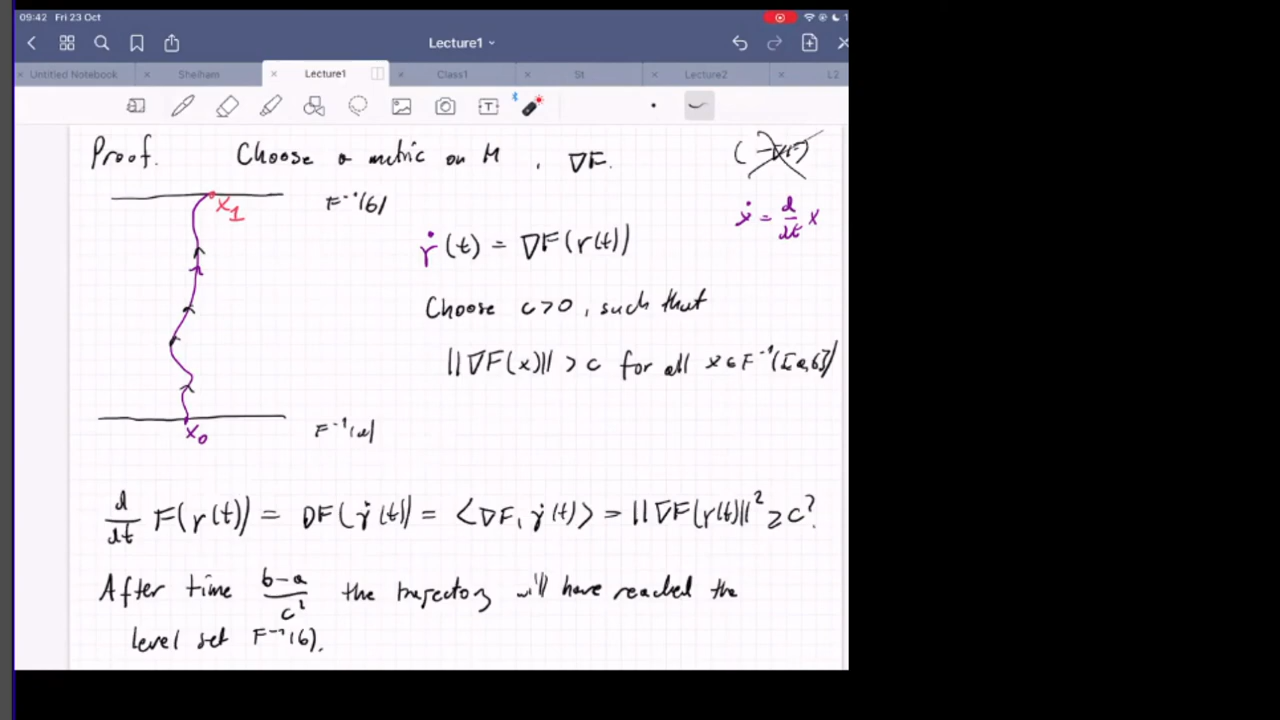 09:42 Fri 23 Oct
Lecture1
Untitled Notebook
Shelham
Lecture1
Class1
St
Lecture2
L2
Proof. Choose a metric on M , ∇F. (-∇F)
F⁻¹(b)
x₁
ẋ = d/dt x
γ̇(t) = ∇F(γ(t))
Choose c>0, such that
||∇F(x)|| > c for all x∈F⁻¹([a,b])
x₀
F⁻¹(a)
d/dt F(γ(t)) = DF(γ̇(t)) = <∇F, γ̇(t)> = ||∇F(γ(t))||² ≥ c².
After time b-a/c² the trajectory will have reached the
level set F⁻¹(b).